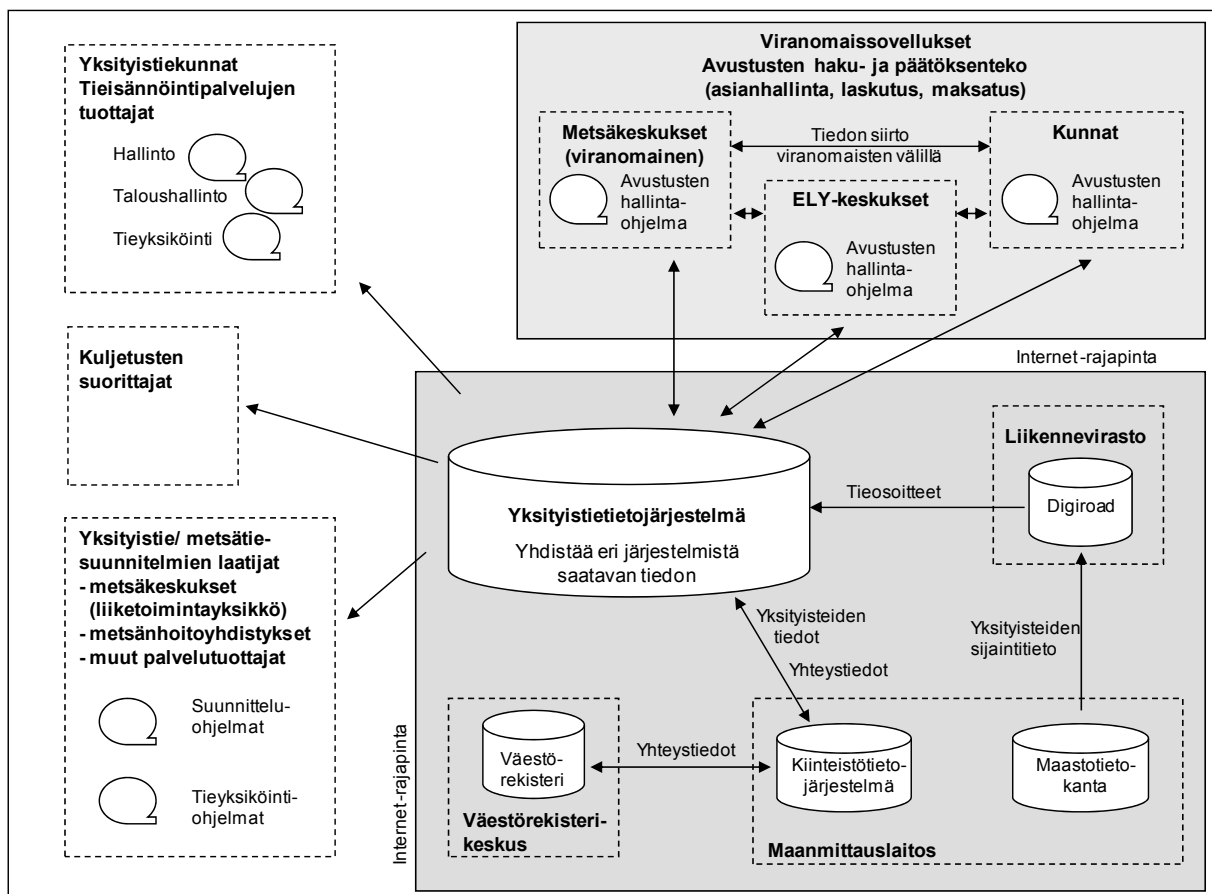 Yksityistiekunnat
Tieisännöintipalvelujen
tuottajat
Hallinto
Taloushallinto
Tieyksiköinti
Viranomaissovellukset
Avustusten haku- ja päätöksenteko
(asianhallinta, laskutus, maksatus)
Metsäkeskukset
(viranomainen)
Avustusten
hallinta-
ohjelma
Tiedon siirto
viranomaisten välillä
ELY-keskukset
Avustusten
hallinta-
ohjelma
Kunnat
Avustusten
hallinta-
ohjelma
Kuljetusten
suorittajat
Internet-rajapinta
Liikennevirasto
Digiroad
Tieosoitteet
Yksityistietietojärjestelmä
Yhdistää eri järjestelmistä
saatavan tiedon
Yksityistie/ metsätie-
suunnitelmien laatijat
- metsäkeskukset
(liiketoimintayksikkö)
- metsänhoitoyhdistykset
- muut palvelutuottajat
Suunnittelu-
ohjelmat
Tieyksiköinti-
ohjelmat
Yksityisteiden
tiedot
Yhteystiedot
Yksityisteiden
sijaintitieto
Internet-rajapinta
Väestö-
rekisteri
Väestörekisteri-
keskus
Yhteystiedot
Kiinteistötieto-
järjestelmä
Maastotieto-
kanta
Maanmittauslaitos